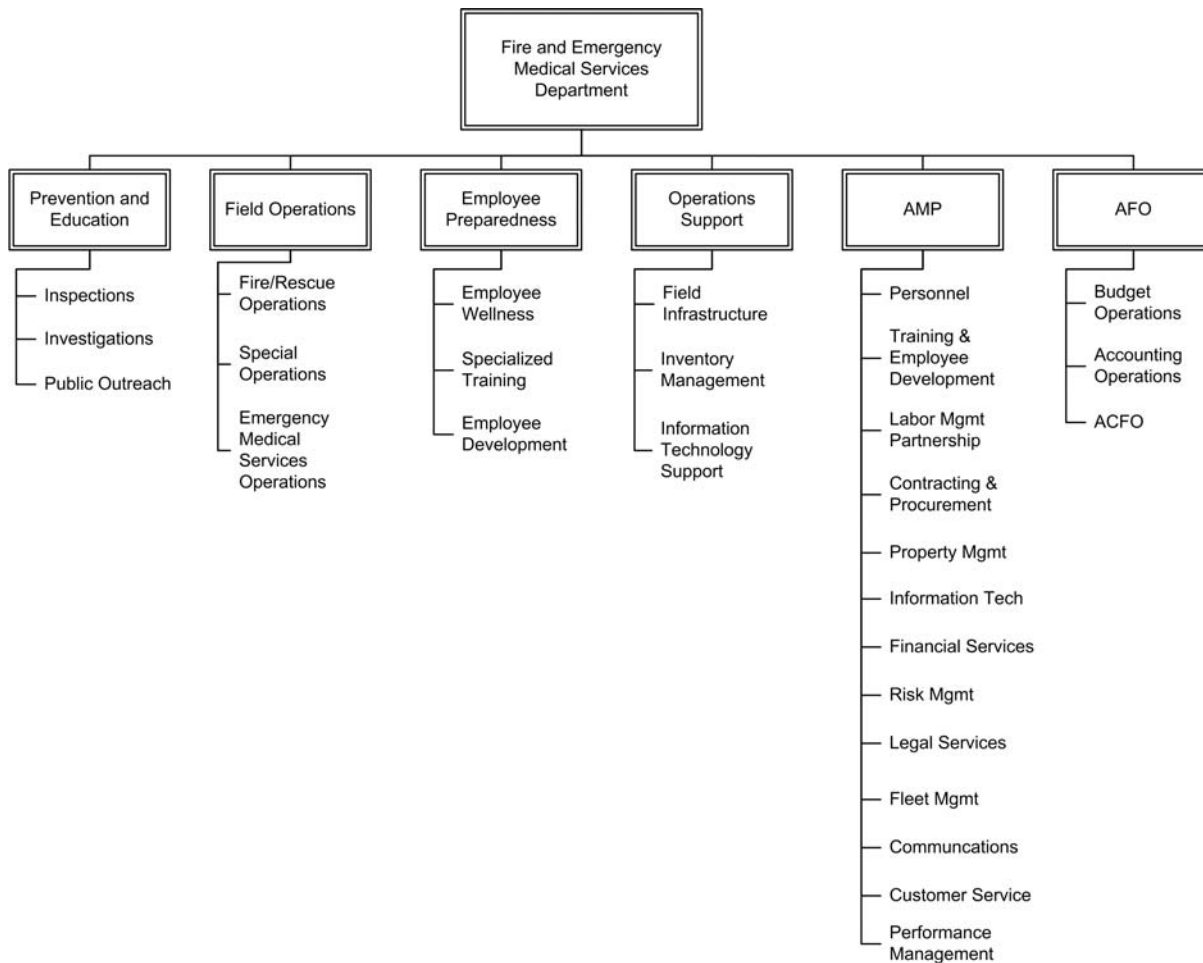 Fire and Emergency
Medical Services
Department
Prevention and
Education
Field Operations
Employee
Preparedness
Operations
Support
AMP
AFO
Inspections
Investigations
Public Outreach
Fire/Rescue
Operations
Special
Operations
Emergency
Medical
Services
Operations
Employee
Wellness
Specialized
Training
Employee
Development
Field
Infrastructure
Inventory
Management
Information
Technology
Support
Personnel
Training &
Employee
Development
Labor Mgmt
Partnership
Contracting &
Procurement
Property Mgmt
Information Tech
Financial Services
Risk Mgmt
Legal Services
Fleet Mgmt
Communcations
Customer Service
Performance
Management
Budget
Operations
Accounting
Operations
ACFO